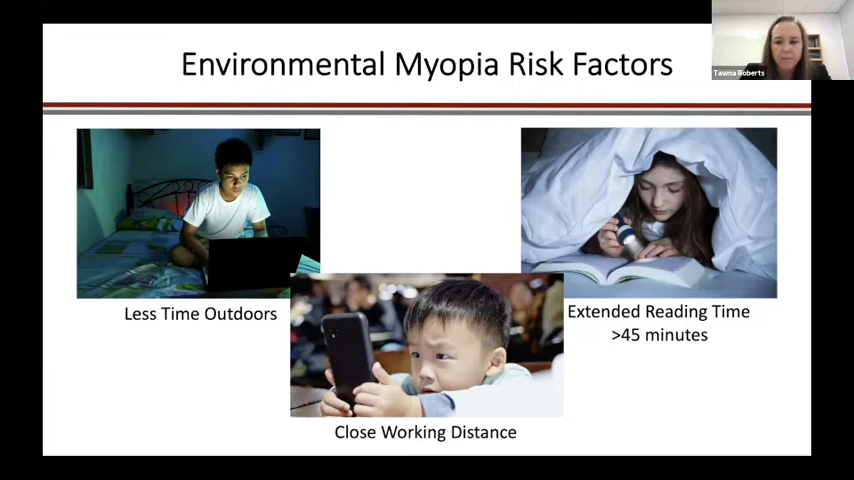 Environmental Myopia Risk Factors
Tawna Roberts
Less Time Outdoors
Extended Reading Time
>45 minutes
Close Working Distance